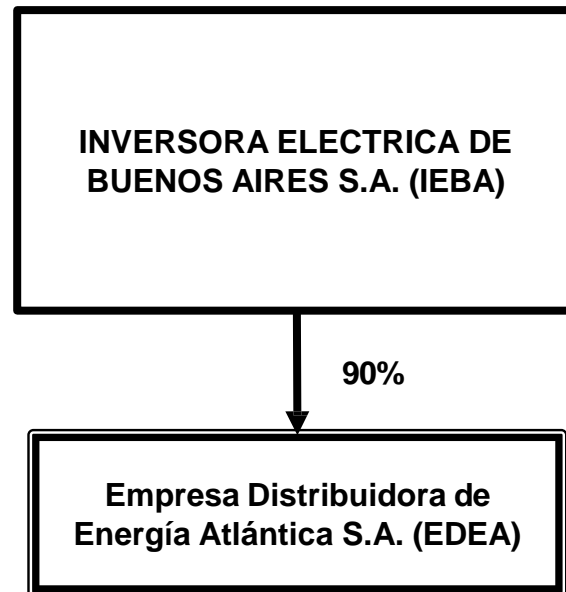 INVERSORA ELECTRICA DE
BUENOS AIRES S.A. (IEBA)
90%
Empresa Distribuidora de
Energía Atlántica S.A. (EDEA)